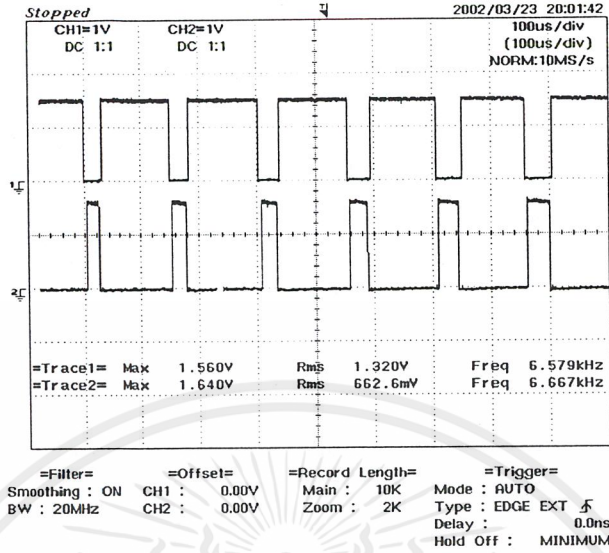 Stopped 2002/03/23 20:01:42
CH1=1V CH2=1V 100us/div
DC 1:1 DC 1:1 (100us/div)
NORM:10MS/s
1
2
=Trace1= Max 1.560V Rms 1.320V Freq 6.579kHz
=Trace2= Max 1.640V Rms 662.6mV Freq 6.667kHz
=Filter= =Offset= =Record Length= =Trigger=
Smoothing : ON CH1 : 0.00V Main : 10K Mode : AUTO
BW : 20MHz CH2 : 0.00V Zoom : 2K Type : EDGE EXT
Delay : 0.0ns
Hold Off : MINIMUM